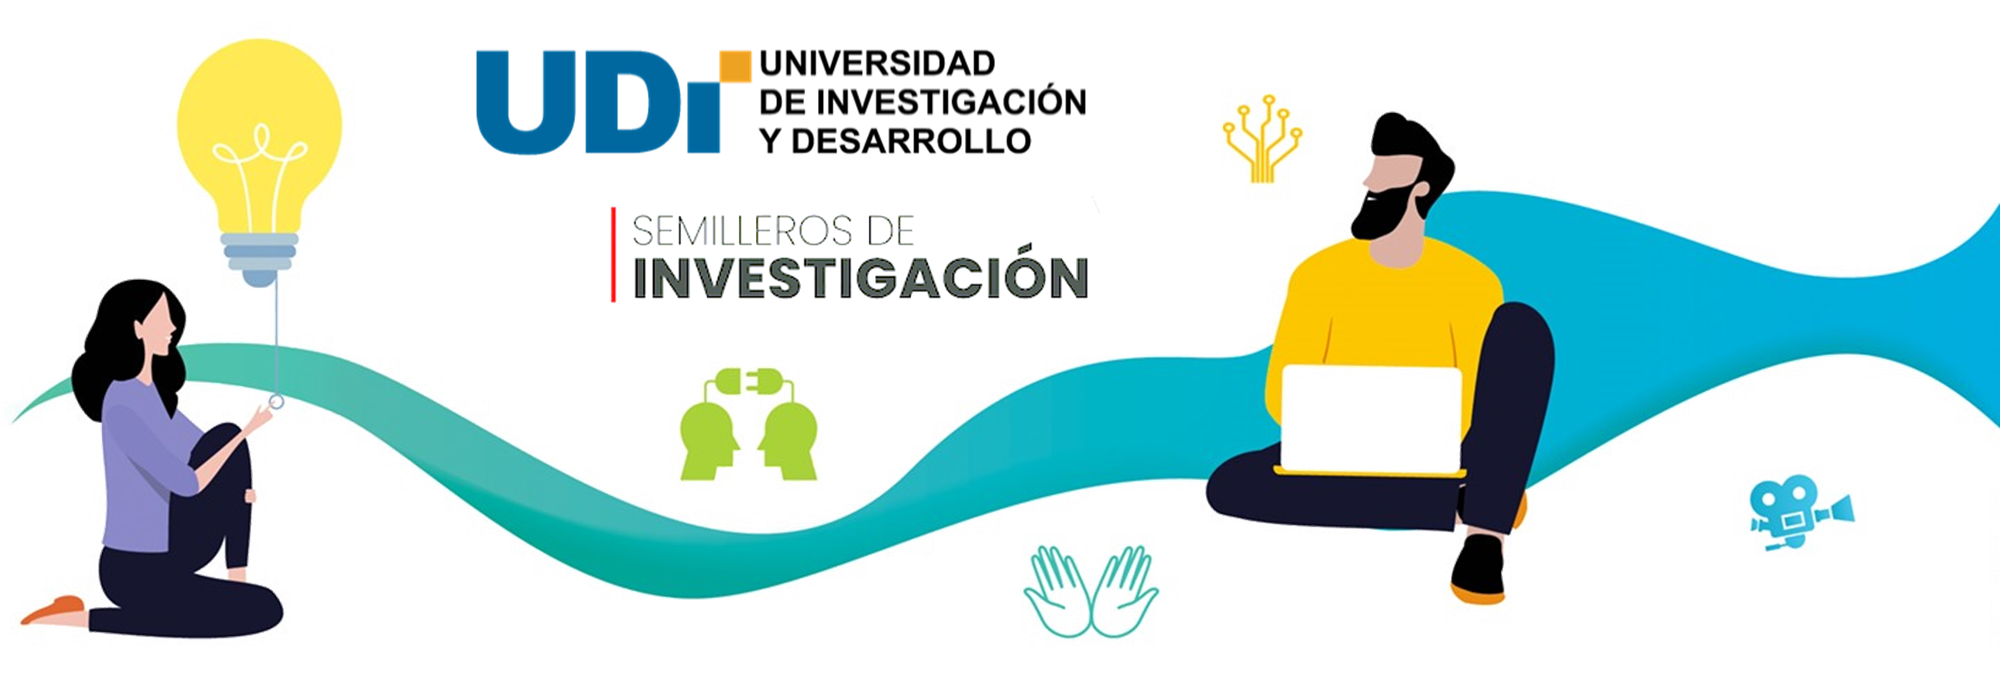 UDi
UNIVERSIDAD
DE INVESTIGACIÓN
Y DESARROLLO
SEMILLEROS DE
INVESTIGACIÓN